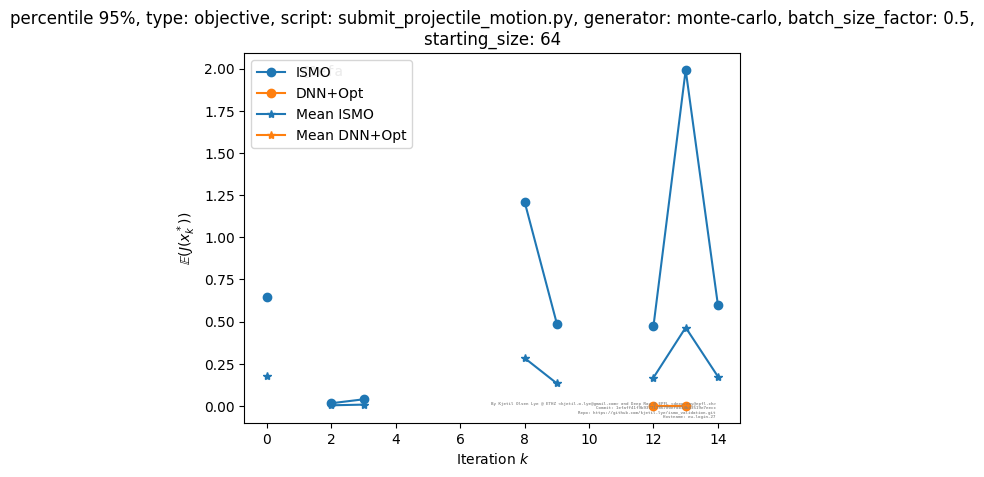 percentile 95%, type: objective, script: submit_projectile_motion.py, generator: monte-carlo, batch_size_factor: 0.5,
starting_size: 64
ISMO
DNN+Opt
Mean ISMO
Mean DNN+Opt
2.00
1.75
1.50
1.25
1.00
0.75
0.50
0.25
0.00
𝔼(J(x*k))
0 2 4 6 8 10 12 14
Iteration k